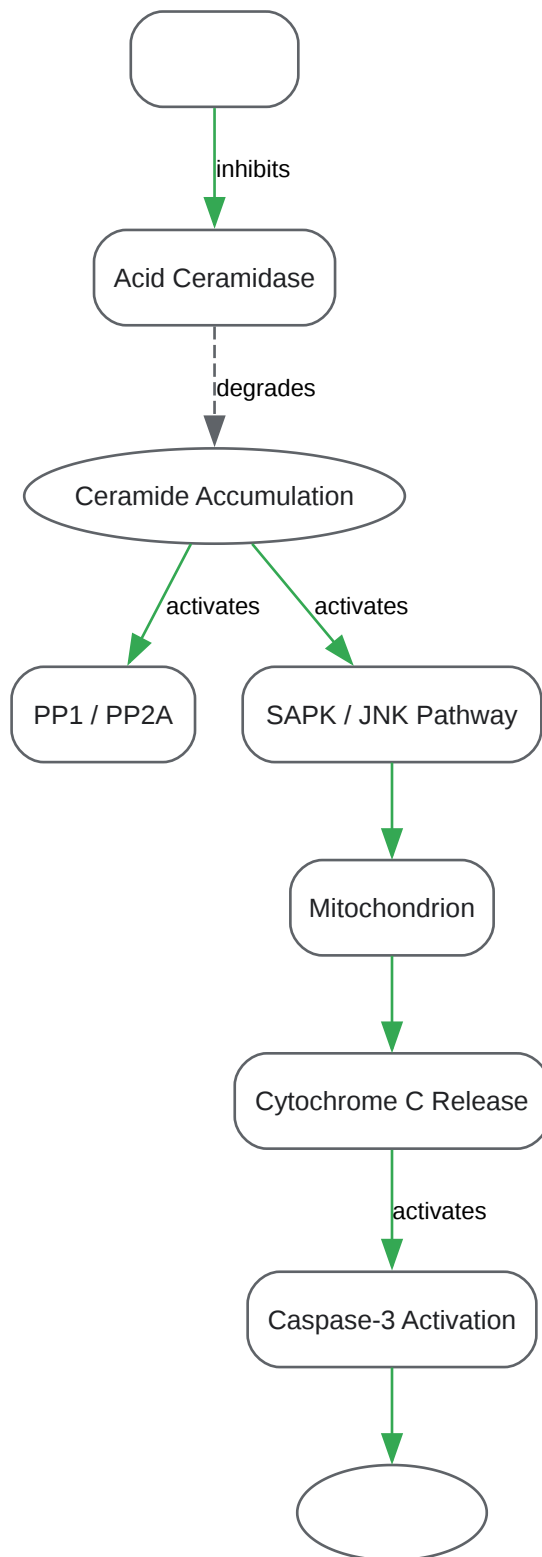 inhibits
Acid Ceramidase
degrades
Ceramide Accumulation
activates
activates
PP1 / PP2A
SAPK / JNK Pathway
Mitochondrion
Cytochrome C Release
activates
Caspase-3 Activation